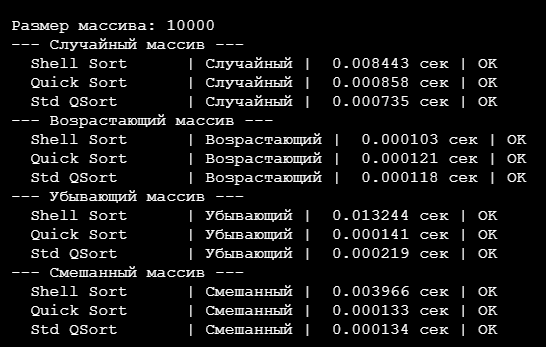 Размер массива: 10000
--- Случайный массив ---
Shell Sort | Случайный | 0.008443 сек | OK
Quick Sort | Случайный | 0.000858 сек | OK
Std QSort | Случайный | 0.000735 сек | OK
--- Возрастающий массив ---
Shell Sort | Возрастающий | 0.000103 сек | OK
Quick Sort | Возрастающий | 0.000121 сек | OK
Std QSort | Возрастающий | 0.000118 сек | OK
--- Убывающий массив ---
Shell Sort | Убывающий | 0.013244 сек | OK
Quick Sort | Убывающий | 0.000141 сек | OK
Std QSort | Убывающий | 0.000219 сек | OK
--- Смешанный массив ---
Shell Sort | Смешанный | 0.003966 сек | OK
Quick Sort | Смешанный | 0.000133 сек | OK
Std QSort | Смешанный | 0.000134 сек | OK